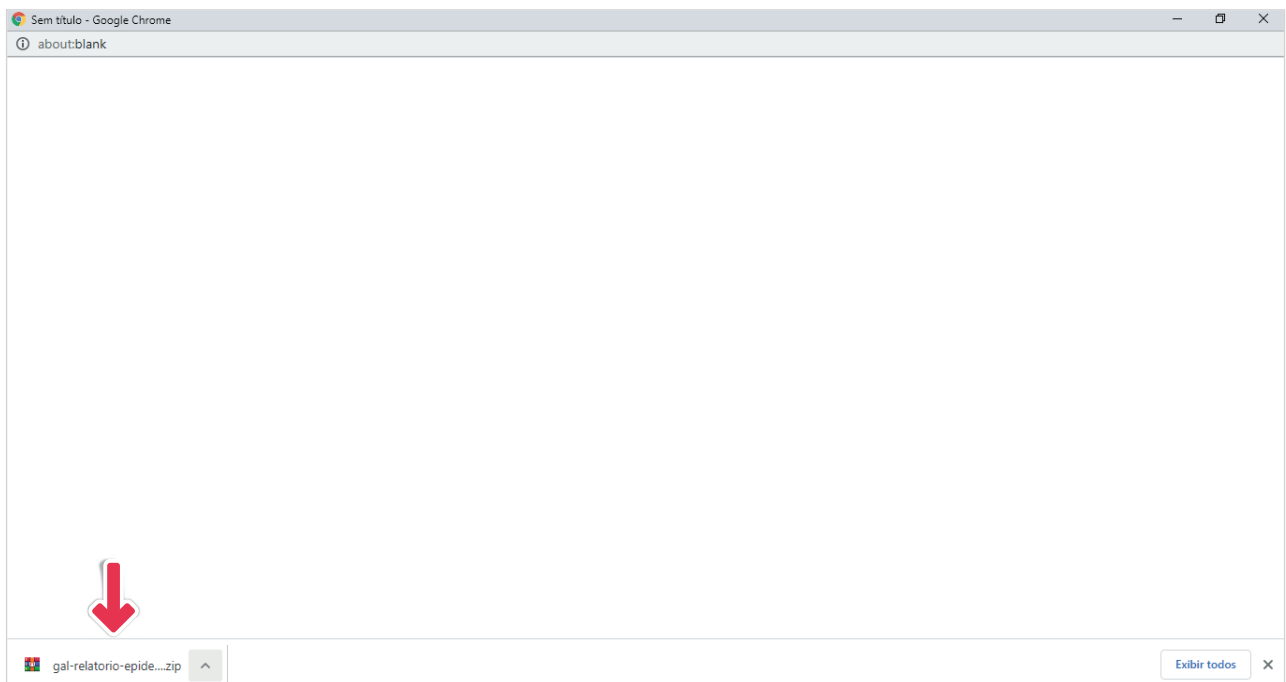 Sem título - Google Chrome
about:blank
gal-relatorio-epide....zip
Exibir todos